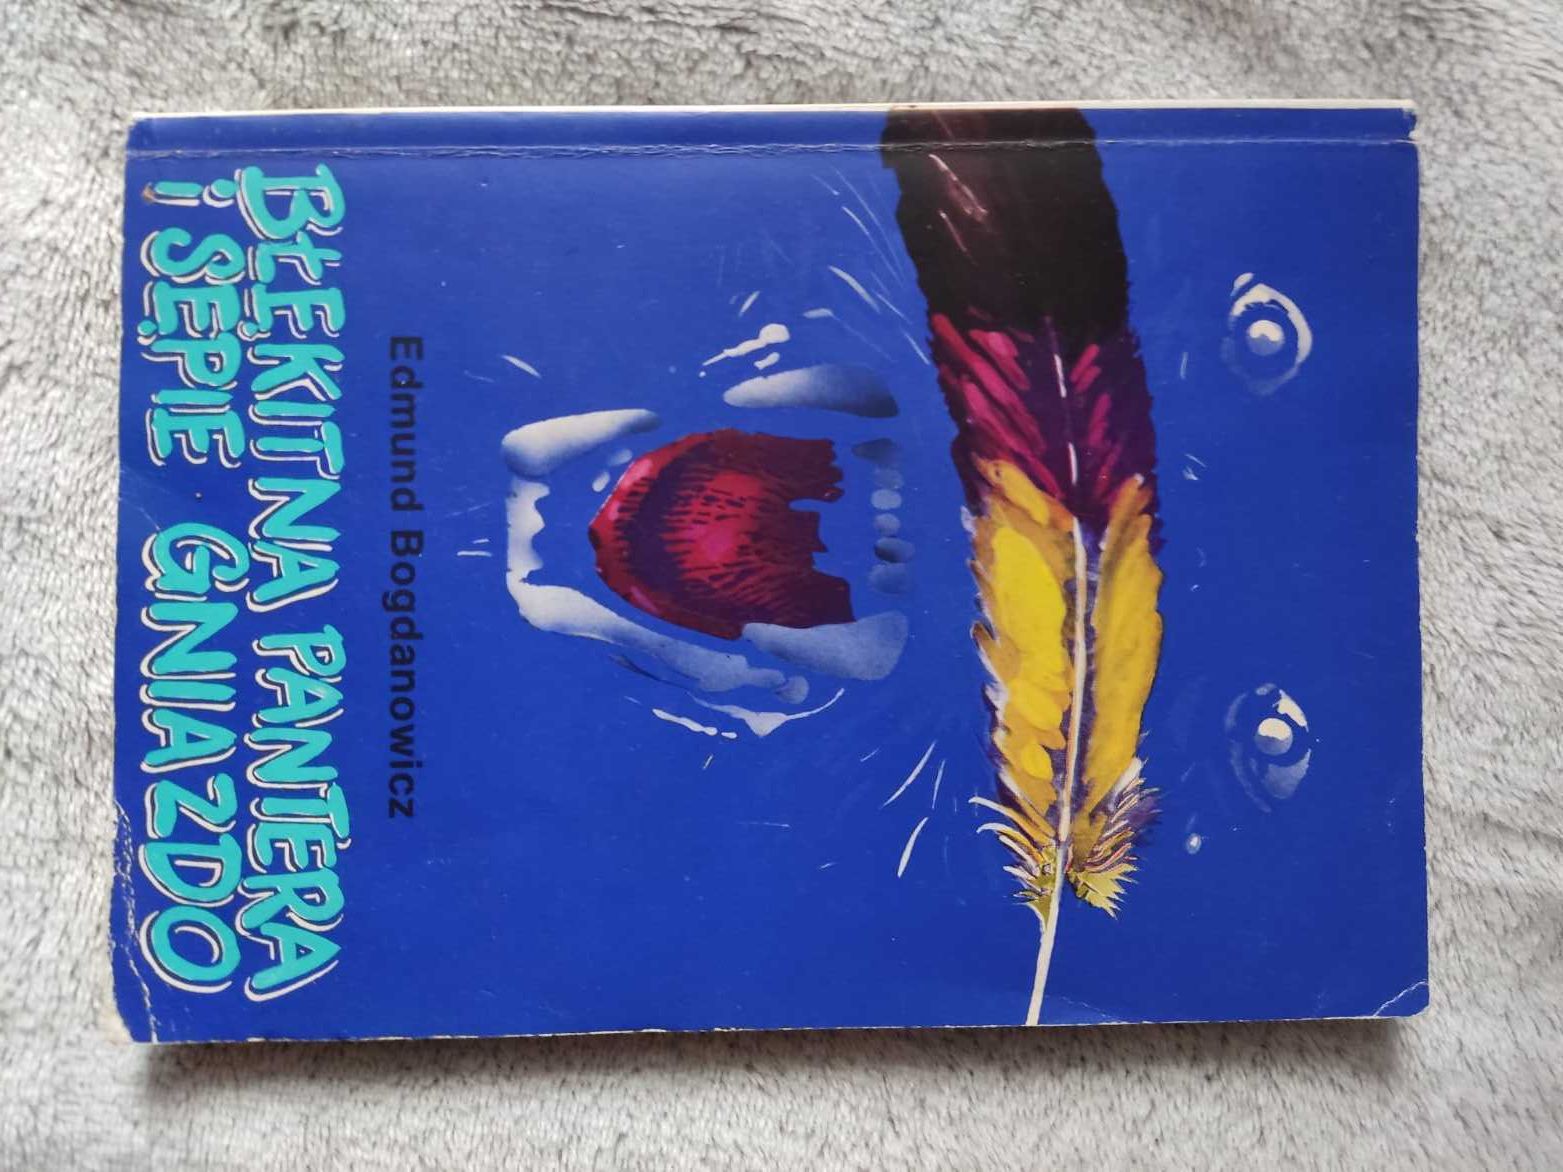 Edmund Bogdanowicz
BŁĘKITNA PANTERA
i SĘPIE GNIAZDO